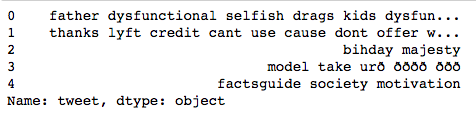 0 father dysfunctional selfish drags kids dysfun...
1 thanks lyft credit cant use cause dont offer w...
2 bihday majesty
3 model take urð ðððð ððð
4 factsguide society motivation
Name: tweet, dtype: object